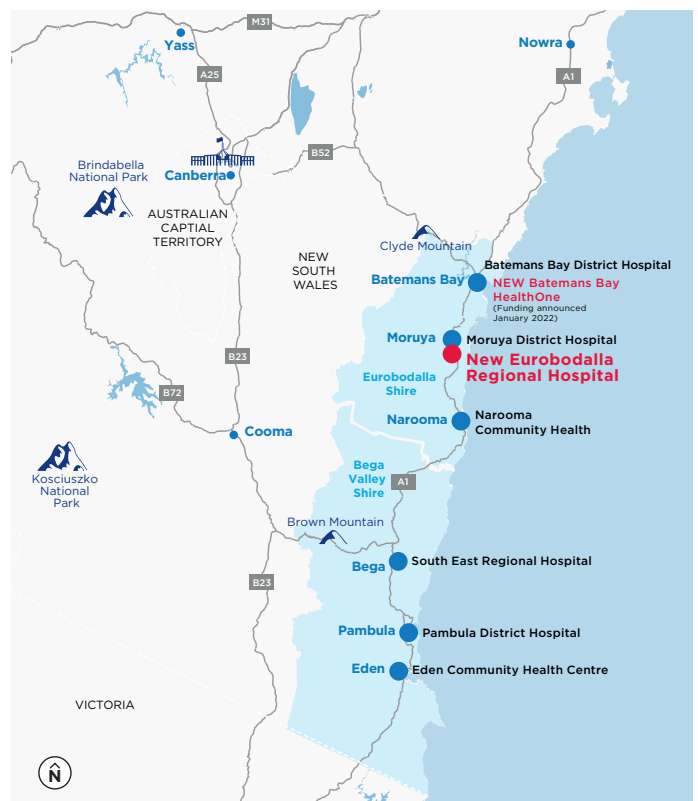 M31
Yass
Nowra
A25
A1
B52
Brindabella
National Park
Canberra
AUSTRALIAN
CAPTIAL
TERRITORY
NEW
SOUTH
WALES
Clyde Mountain
Batemans Bay District Hospital
Batemans Bay
NEW Batemans Bay
HealthOne
(Funding announced
January 2022)
Moruya
Moruya District Hospital
New Eurobodalla
Regional Hospital
B23
Eurobodalla
Shire
B72
Narooma
Narooma
Community Health
Cooma
Kosciuszko
National
Park
Bega
Valley
Shire
A1
Brown Mountain
Bega
South East Regional Hospital
B23
Pambula
Pambula District Hospital
Eden
Eden Community Health Centre
VICTORIA
N